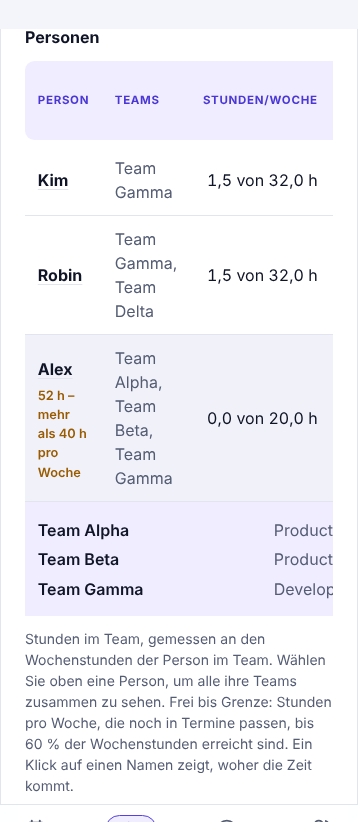 Personen
PERSON TEAMS STUNDEN/WOCHE
Kim
Team
Gamma
1,5 von 32,0 h
Robin
Team
Gamma,
Team
Delta
1,5 von 32,0 h
Alex
52 h –
mehr
als 40 h
pro
Woche
Team
Alpha,
Team
Beta,
Team
Gamma
0,0 von 20,0 h
Team Alpha Product
Team Beta Product
Team Gamma Develop
Stunden im Team, gemessen an den
Wochenstunden der Person im Team. Wählen
Sie oben eine Person, um alle ihre Teams
zusammen zu sehen. Frei bis Grenze: Stunden
pro Woche, die noch in Termine passen, bis
60 % der Wochenstunden erreicht sind. Ein
Klick auf einen Namen zeigt, woher die Zeit
kommt.